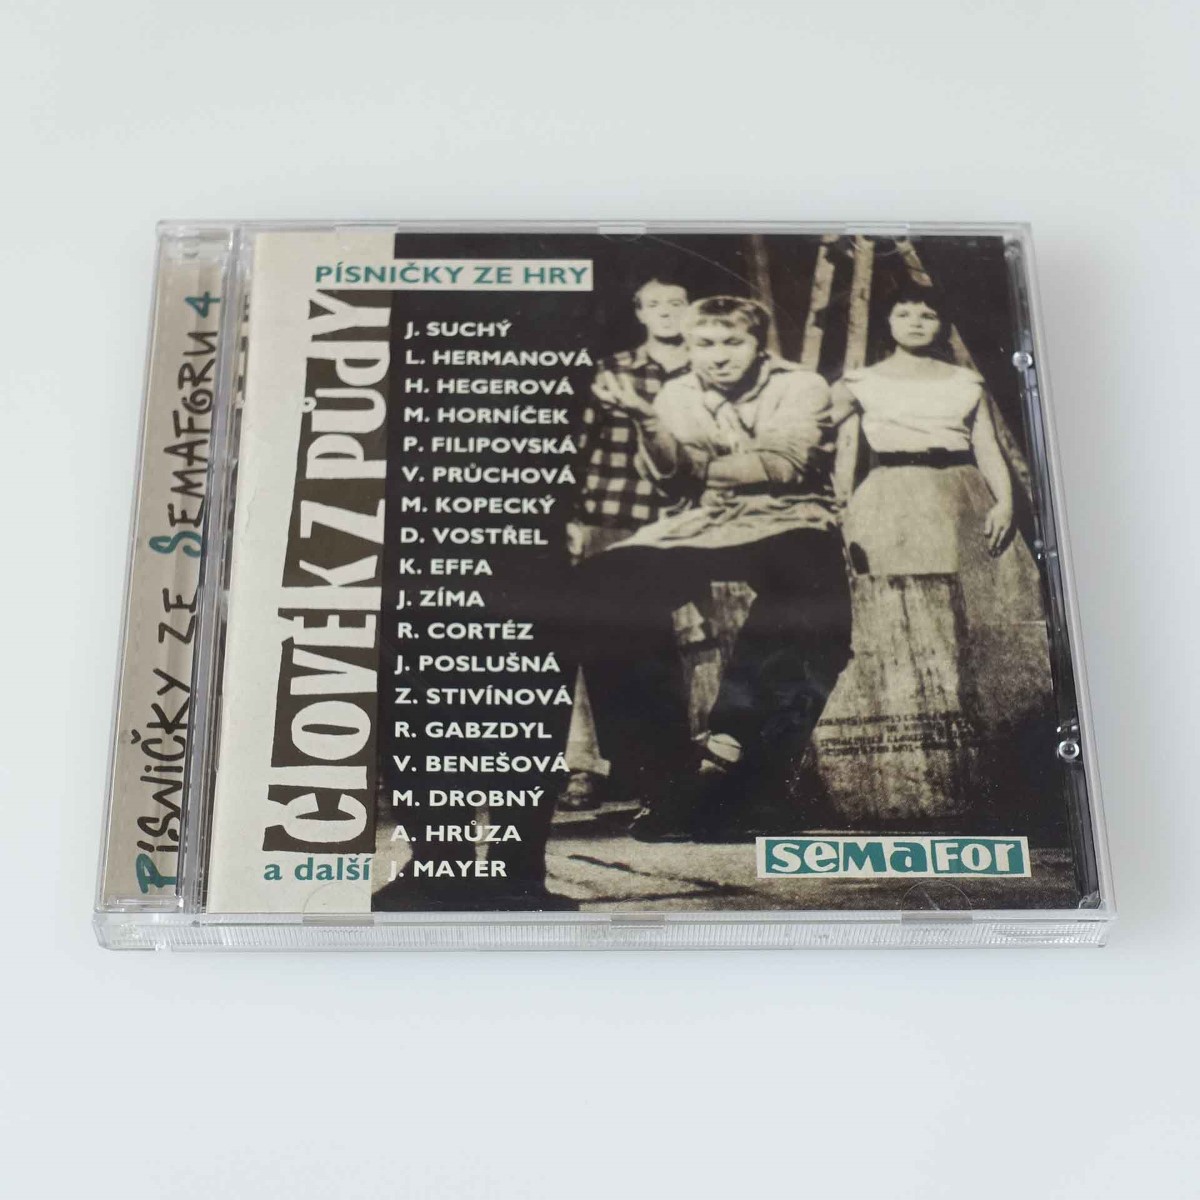 PÍSNIČKY ZE SEMAFORU 4
PÍSNIČKY ZE HRY
ČLOVĚK Z PŮDY
J. SUCHÝ
L. HERMANOVÁ
H. HEGEROVÁ
M. HORNÍČEK
P. FILIPOVSKÁ
V. PRŮCHOVÁ
M. KOPECKÝ
D. VOSTŘEL
K. EFFA
J. ZÍMA
R. CORTÉZ
J. POSLUŠNÁ
Z. STIVÍNOVÁ
R. GABZDYL
V. BENEŠOVÁ
M. DROBNÝ
A. HRŮZA
a další J. MAYER
semafor